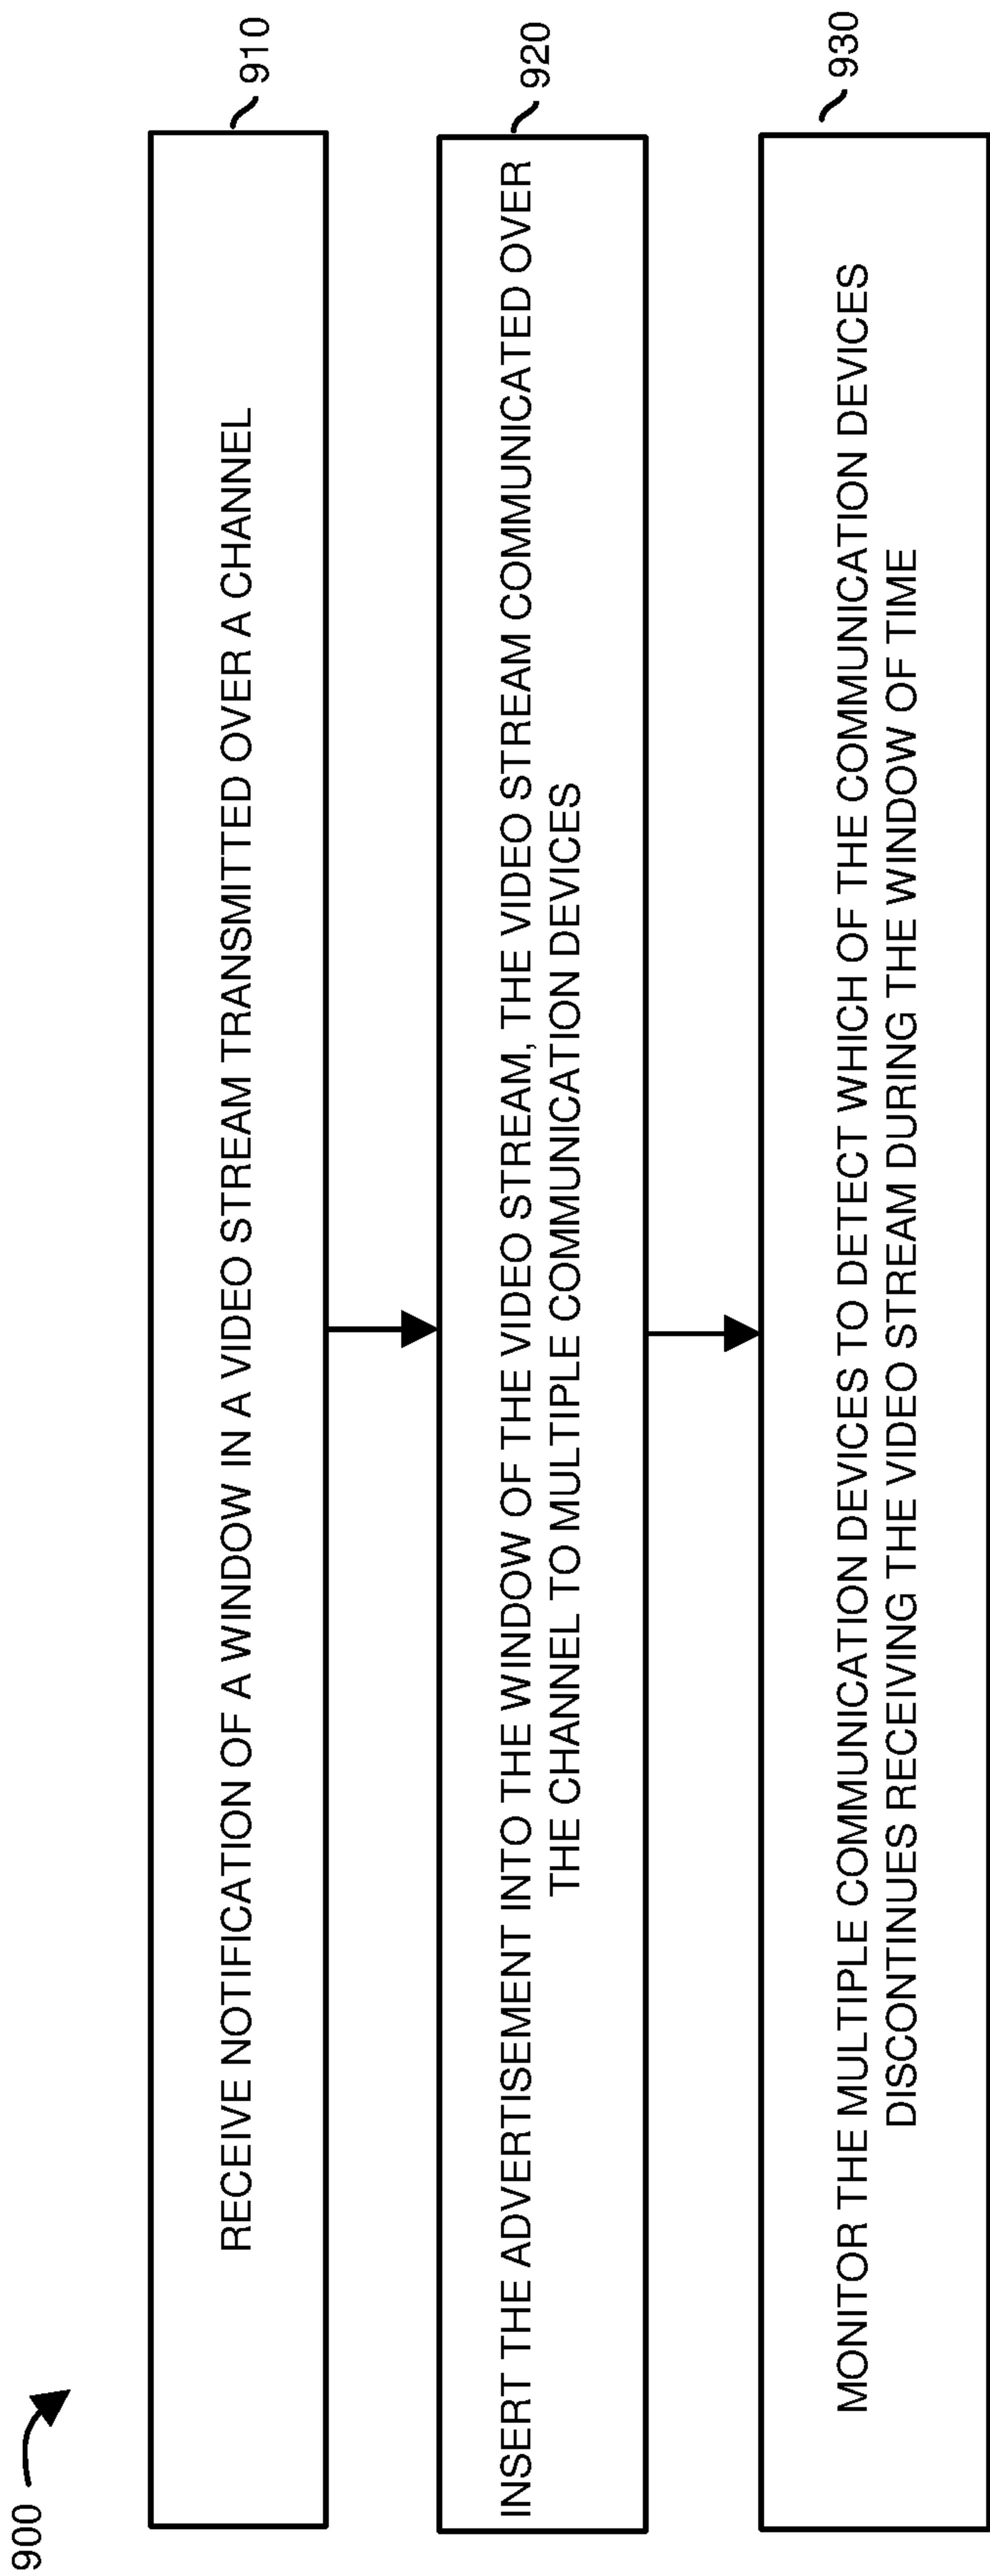 900
RECEIVE NOTIFICATION OF A WINDOW IN A VIDEO STREAM TRANSMITTED OVER A CHANNEL
910
INSERT THE ADVERTISEMENT INTO THE WINDOW OF THE VIDEO STREAM, THE VIDEO STREAM COMMUNICATED OVER
THE CHANNEL TO MULTIPLE COMMUNICATION DEVICES
920
MONITOR THE MULTIPLE COMMUNICATION DEVICES TO DETECT WHICH OF THE COMMUNICATION DEVICES
DISCONTINUES RECEIVING THE VIDEO STREAM DURING THE WINDOW OF TIME
930